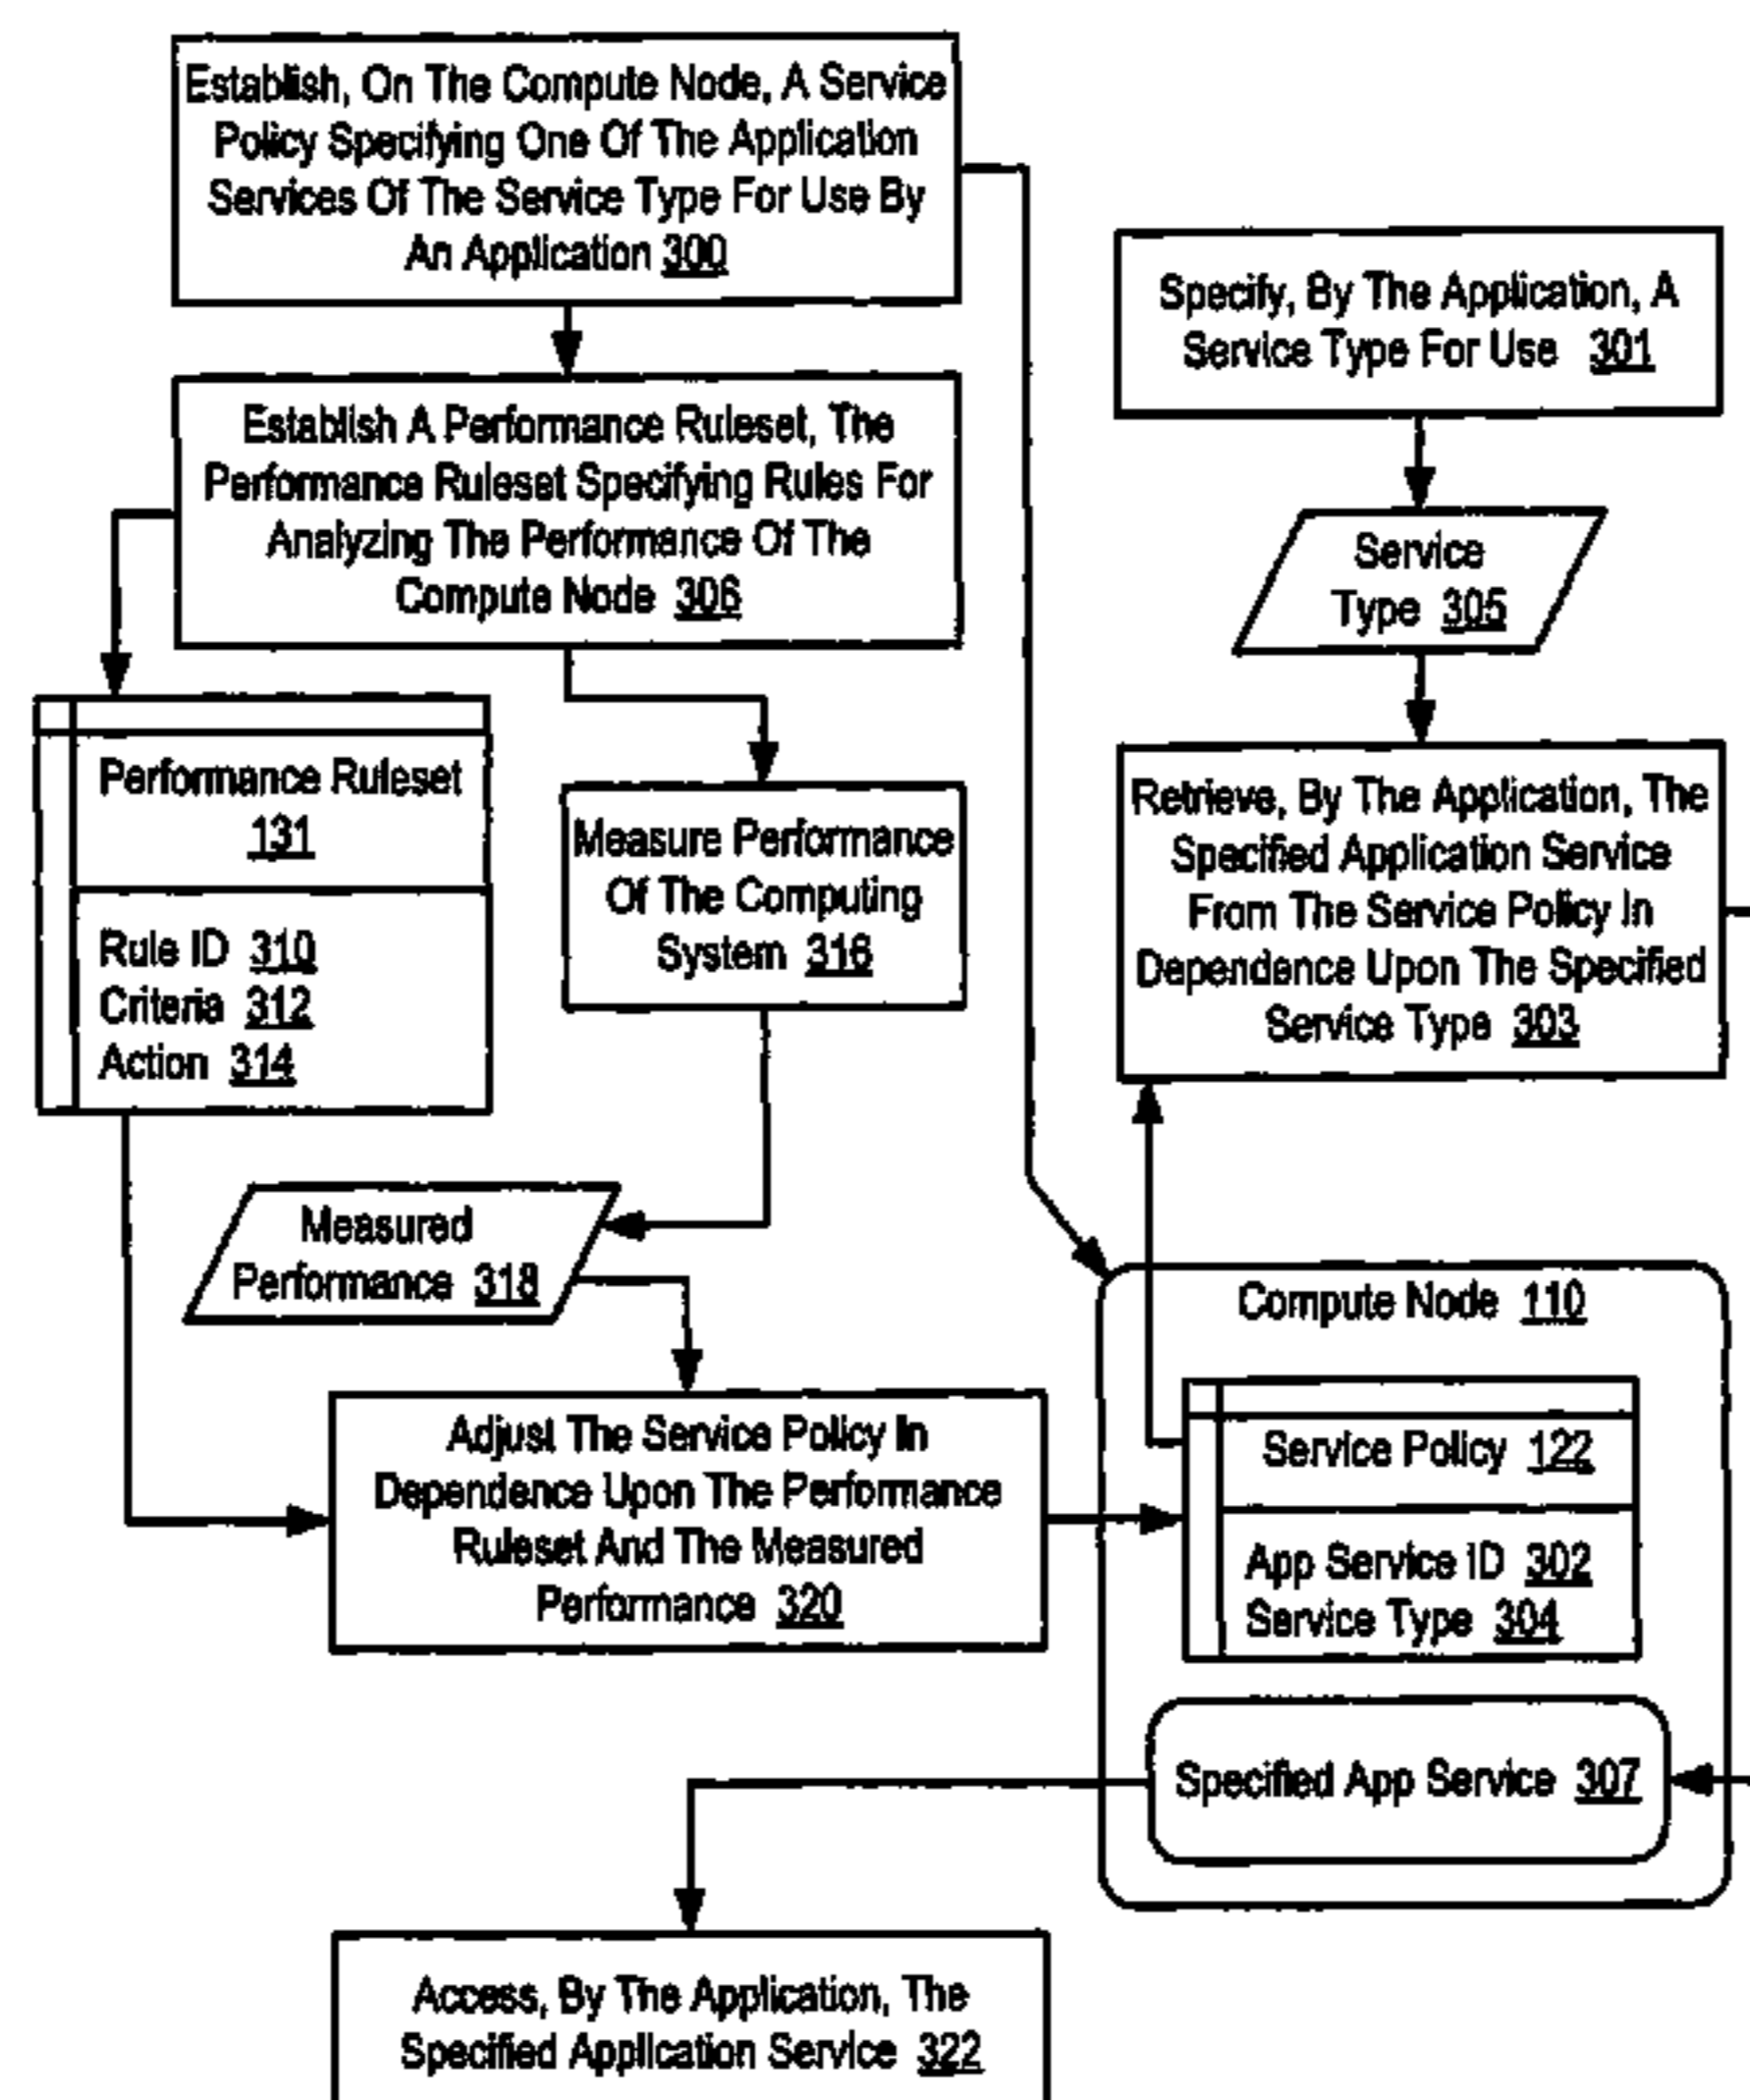 Establish, On The Compute Node, A Service
Policy Specifying One Of The Application
Services Of The Service Type For Use By
An Application 300
Specify, By The Application, A
Service Type For Use 301
Establish A Performance Ruleset, The
Performance Ruleset Specifying Rules For
Analyzing The Performance Of The
Compute Node 306
Service
Type 305
Performance Ruleset
131
Rule ID 310
Criteria 312
Action 314
Measure Performance
Of The Computing
System 316
Retrieve, By The Application, The
Specified Application Service
From The Service Policy In
Dependence Upon The Specified
Service Type 303
Measured
Performance 318
Compute Node 110
Adjust The Service Policy In
Dependence Upon The Performance
Ruleset And The Measured
Performance 320
Service Policy 122
App Service ID 302
Service Type 304
Specified App Service 307
Access, By The Application, The
Specified Application Service 322